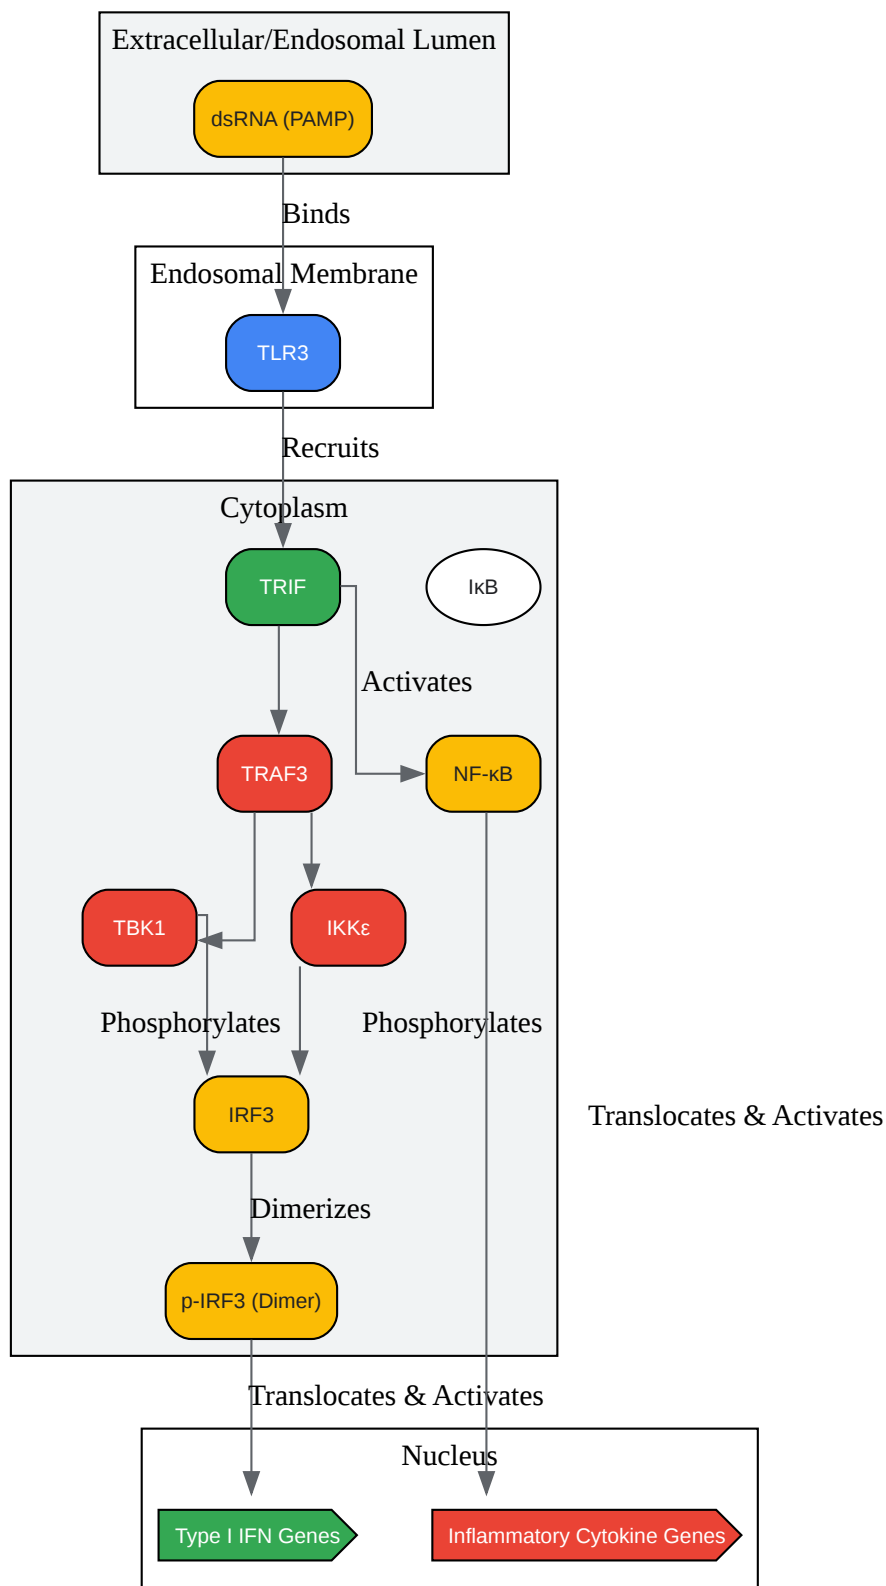 Extracellular/Endosomal Lumen
dsRNA (PAMP)
Binds
Endosomal Membrane
TLR3
Recruits
Cytoplasm
TRIF
IκB
Activates
TRAF3
NF-κB
TBK1
IKKε
Phosphorylates
Phosphorylates
IRF3
Translocates & Activates
Dimerizes
p-IRF3 (Dimer)
Translocates & Activates
Nucleus
Type I IFN Genes
Inflammatory Cytokine Genes